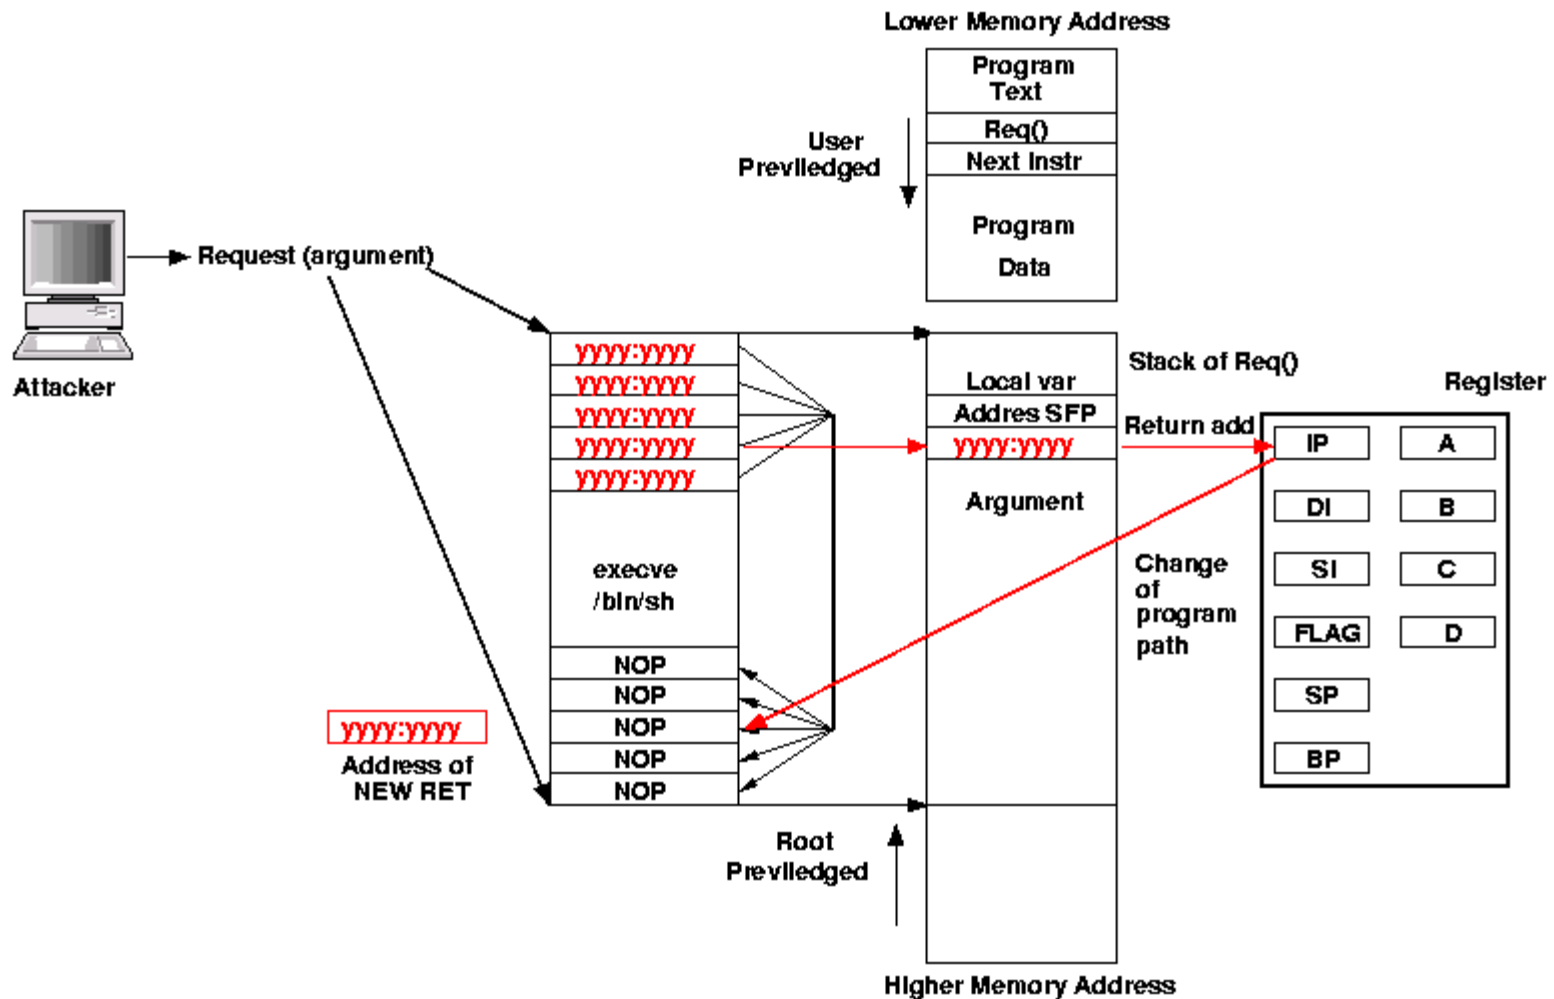 Lower Memory Address
Program
Text
Req()
Next Instr
User
Previledged
Program
Data
Request (argument)
Attacker
yyyy:yyyy
yyyy:yyyy
yyyy:yyyy
yyyy:yyyy
yyyy:yyyy
execve
/bin/sh
NOP
NOP
NOP
NOP
NOP
yyyy:yyyy
Address of
NEW RET
Local var
Addres SFP
yyyy:yyyy
Argument
Stack of Req()
Return add
Change
of
program
path
Register
IP
A
DI
B
SI
C
FLAG
D
SP
BP
Root
Previledged
Higher Memory Address